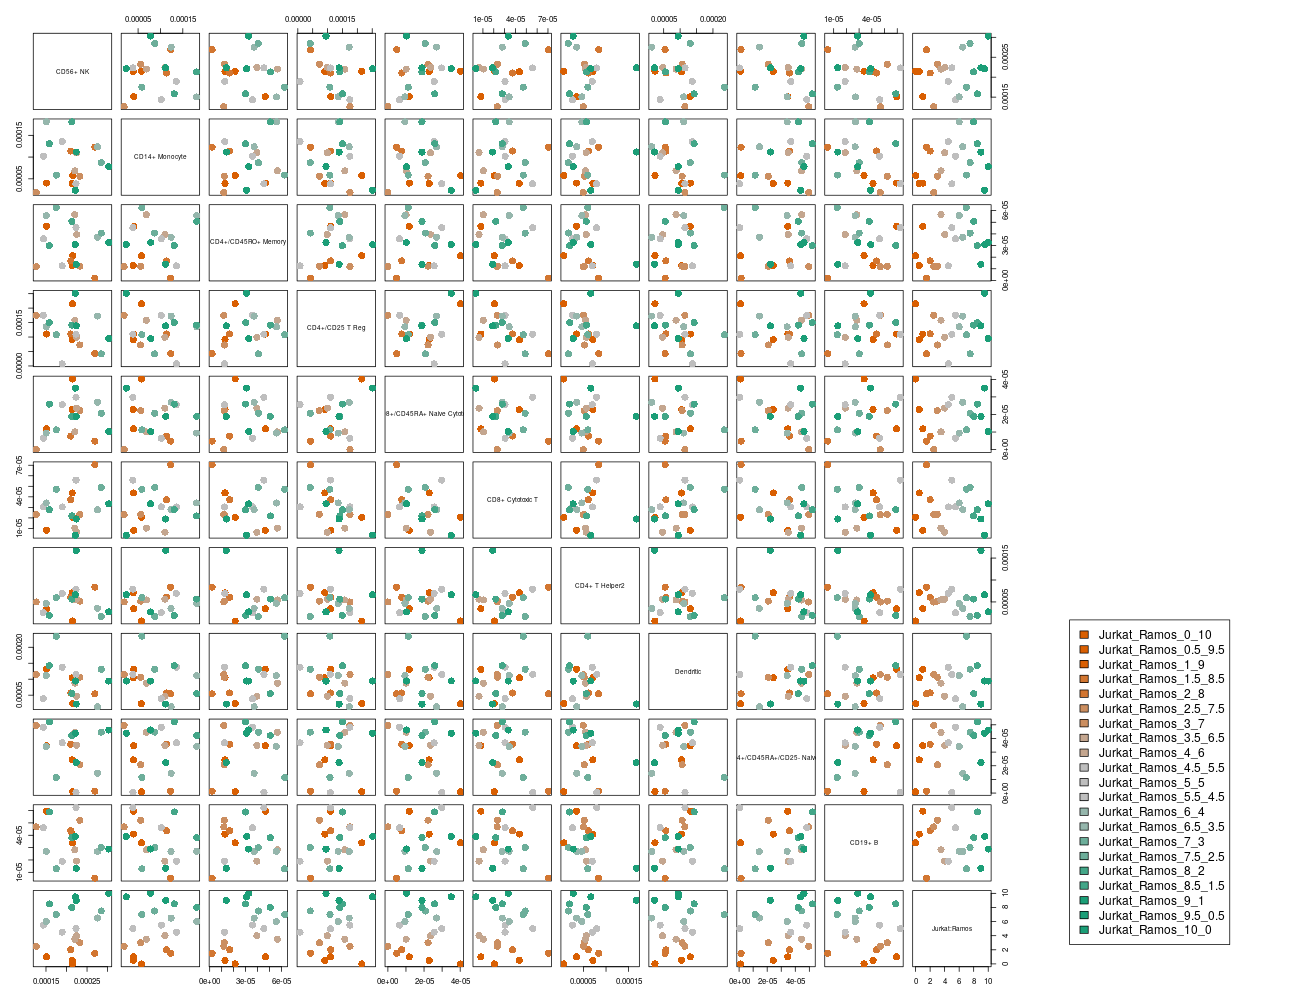 0.00005 0.00015 0.00000 0.00015 1e-05 4e-05 7e-05 0.00005 0.00020 1e-05 4e-05
CD56+ NK
0.00015 0.00025
CD14+ Monocyte
0.00005 0.00015
CD4+/CD45RO+ Memory
0e+00 3e-05 6e-05
CD4+/CD25 T Reg
0.00000 0.00015
8+/CD45RA+ Naive Cytot
0e+00 2e-05 4e-05
CD8+ Cytotoxic T
1e-05 4e-05 7e-05
CD4+ T Helper2
0.00005 0.00015
Dendritic
0.00005 0.00020
4+/CD45RA+/CD25- Naiv
0e+00 2e-05 4e-05
CD19+ B
1e-05 4e-05
Jurkat:Ramos
0 2 4 6 8 10
0.00015 0.00025 0e+00 3e-05 6e-05 0e+00 2e-05 4e-05 0.00005 0.00015 0e+00 2e-05 4e-05 0 2 4 6 8 10
Jurkat_Ramos_0_10
Jurkat_Ramos_0.5_9.5
Jurkat_Ramos_1_9
Jurkat_Ramos_1.5_8.5
Jurkat_Ramos_2_8
Jurkat_Ramos_2.5_7.5
Jurkat_Ramos_3_7
Jurkat_Ramos_3.5_6.5
Jurkat_Ramos_4_6
Jurkat_Ramos_4.5_5.5
Jurkat_Ramos_5_5
Jurkat_Ramos_5.5_4.5
Jurkat_Ramos_6_4
Jurkat_Ramos_6.5_3.5
Jurkat_Ramos_7_3
Jurkat_Ramos_7.5_2.5
Jurkat_Ramos_8_2
Jurkat_Ramos_8.5_1.5
Jurkat_Ramos_9_1
Jurkat_Ramos_9.5_0.5
Jurkat_Ramos_10_0